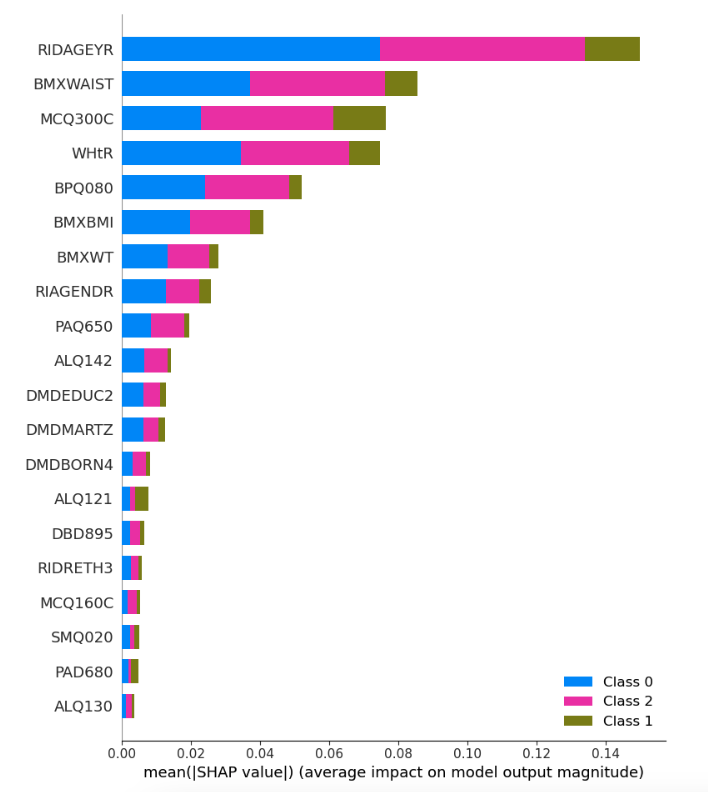 RIDAGEYR
BMXWAIST
MCQ300C
WHtR
BPQ080
BMXBMI
BMXWT
RIAGENDR
PAQ650
ALQ142
DMDEDUC2
DMDMARTZ
DMDBORN4
ALQ121
DBD895
RIDRETH3
MCQ160C
SMQ020
PAD680
ALQ130
Class 0
Class 2
Class 1
0.00 0.02 0.04 0.06 0.08 0.10 0.12 0.14
mean(|SHAP value|) (average impact on model output magnitude)